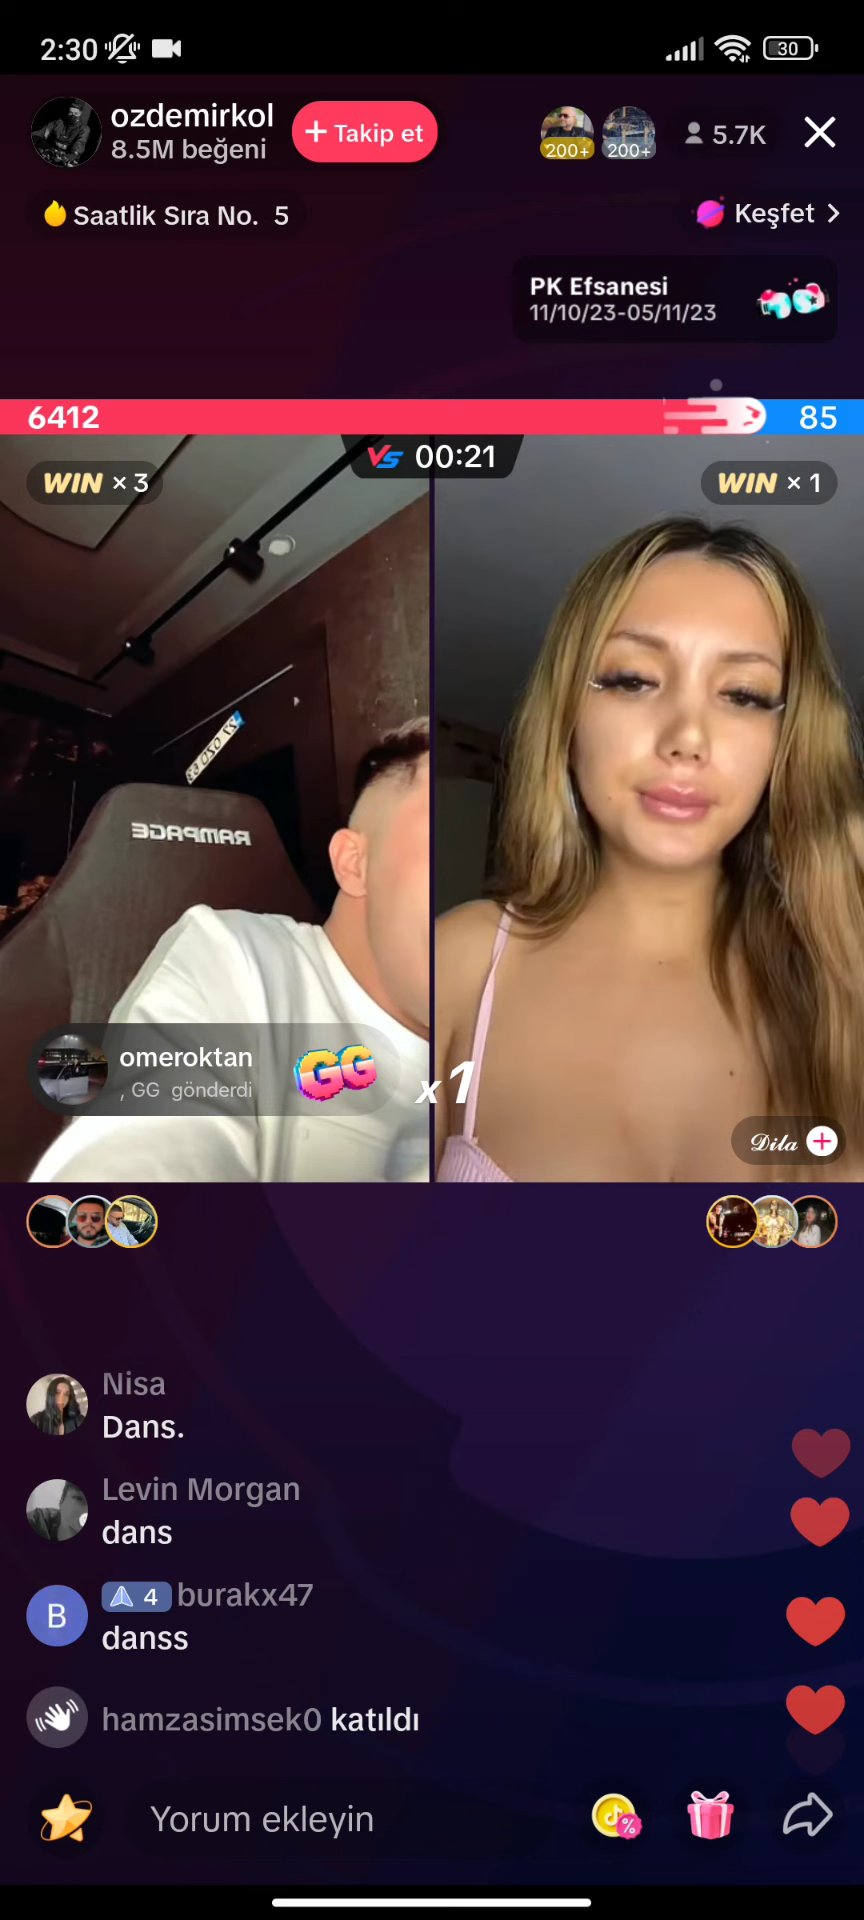 2:30
30
ozdemirkol
8.5M beğeni
+ Takip et
200+
200+
5.7K
Saatlik Sıra No. 5
Keşfet
PK Efsanesi
11/10/23-05/11/23
6412
85
VS 00:21
WIN × 3
WIN × 1
RAMPAGE
omeroktan
, GG gönderdi
GG
x1
Dila
Nisa
Dans.
Levin Morgan
dans
B
4 burakx47
danss
hamzasimsek0 katıldı
Yorum ekleyin
%